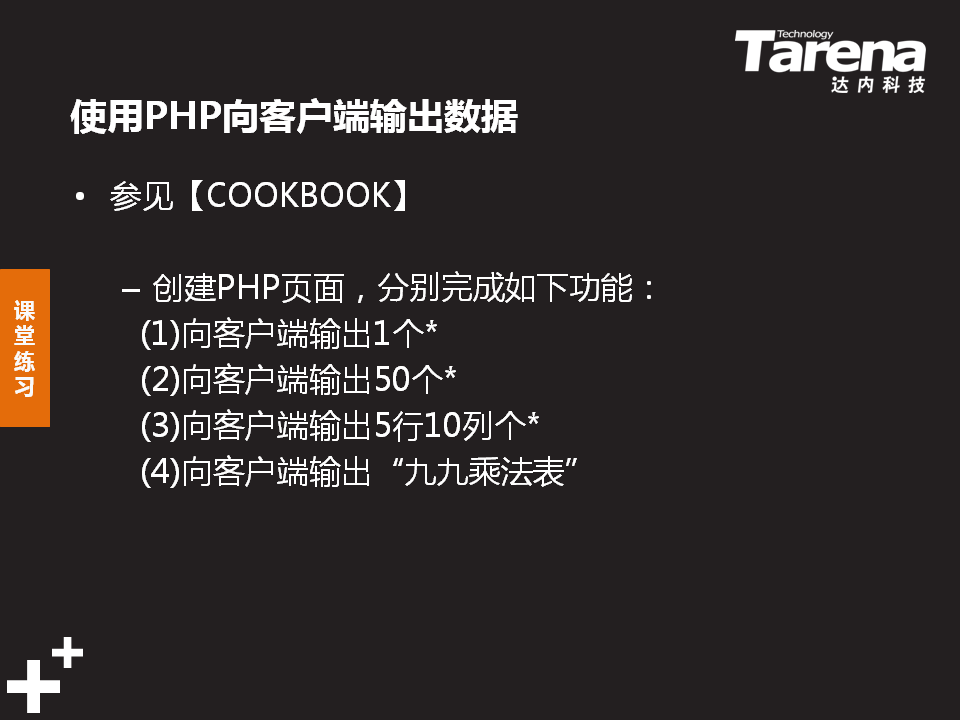 Technology
Tarena
达内科技
使用PHP向客户端输出数据
• 参见【COOKBOOK】
– 创建PHP页面，分别完成如下功能：
(1)向客户端输出1个*
(2)向客户端输出50个*
(3)向客户端输出5行10列个*
(4)向客户端输出“九九乘法表”
课
堂
练
习